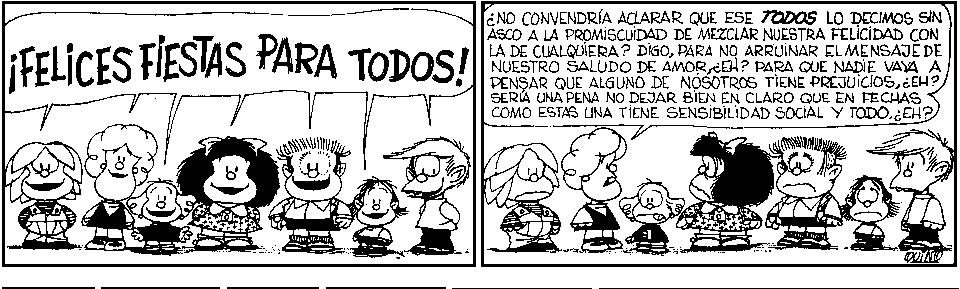 ¡FELICES FIESTAS PARA TODOS!
¿NO CONVENDRÍA ACLARAR QUE ESE TODOS LO DECIMOS SIN
ASCO A LA PROMISCUIDAD DE MEZCLAR NUESTRA FELICIDAD CON
LA DE CUALQUIERA? DIGO, PARA NO ARRUINAR EL MENSAJE DE
NUESTRO SALUDO DE AMOR, ¿EH? PARA QUE NADIE VAYA A
PENSAR QUE ALGUNO DE NOSOTROS TIENE PREJUICIOS, ¿EH?
SERÍA UNA PENA NO DEJAR BIEN EN CLARO QUE EN FECHAS
COMO ESTAS UNA TIENE SENSIBILIDAD SOCIAL Y TODO, ¿EH?
QUINO